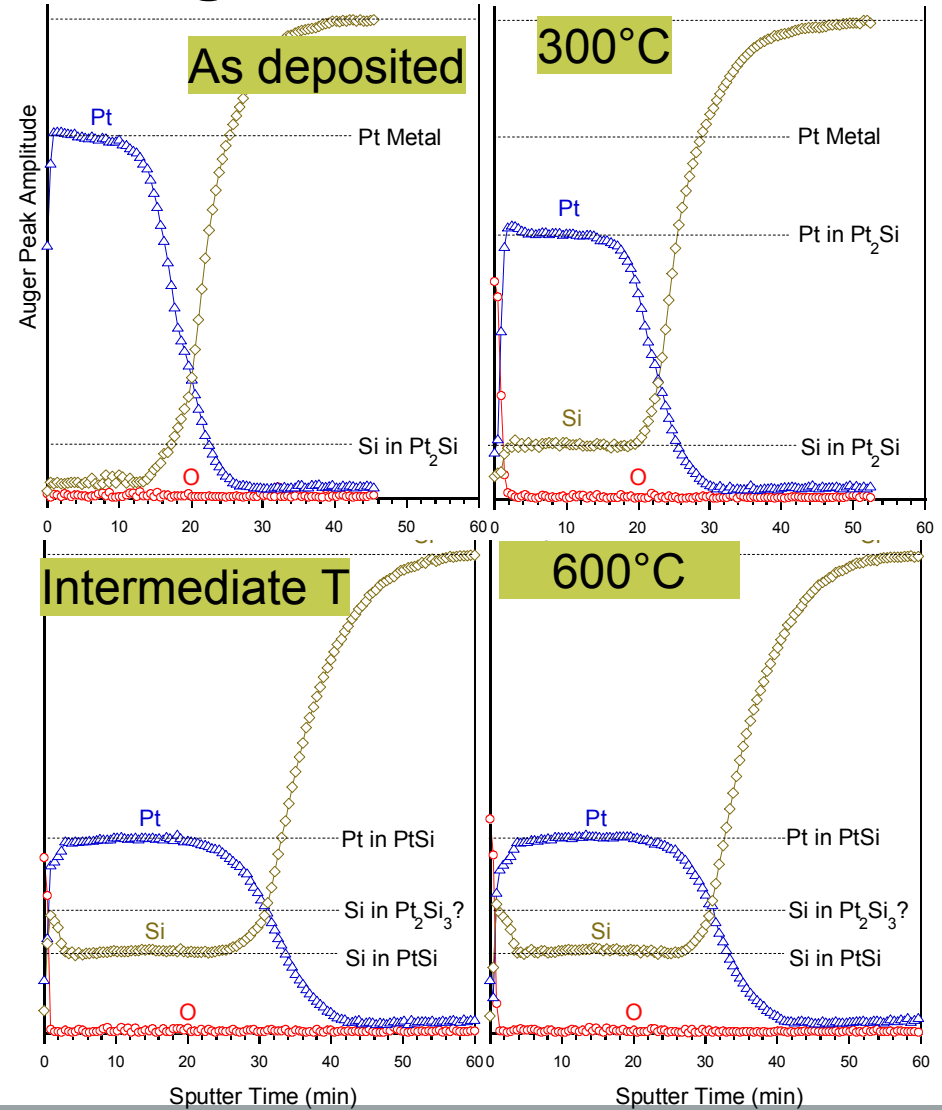 As deposited
Pt
Pt Metal
Si in Pt2Si
O
Auger Peak Amplitude
0 10 20 30 40 50 60
300°C
Pt Metal
Pt
Pt in Pt2Si
Si
Si in Pt2Si
O
0 10 20 30 40 50 60
Intermediate T
Pt
Pt in PtSi
Si in Pt2Si3?
Si
Si in PtSi
O
0 10 20 30 40 50 60
Sputter Time (min)
600°C
Pt
Pt in PtSi
Si in Pt2Si3?
Si
Si in PtSi
O
0 10 20 30 40 50 60
Sputter Time (min)